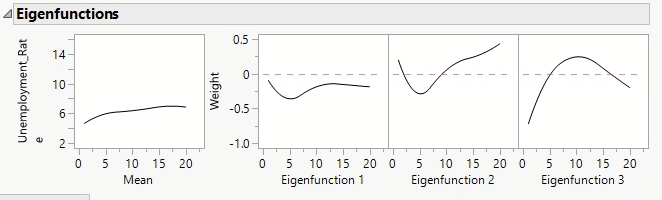 Eigenfunctions
Unemployment_Rat
e
14
10
6
2
0 5 10 15 20
Mean
Weight
0.5
0
-0.5
-1.0
0 5 10 15 20
Eigenfunction 1
0 5 10 15 20
Eigenfunction 2
0 5 10 15 20
Eigenfunction 3